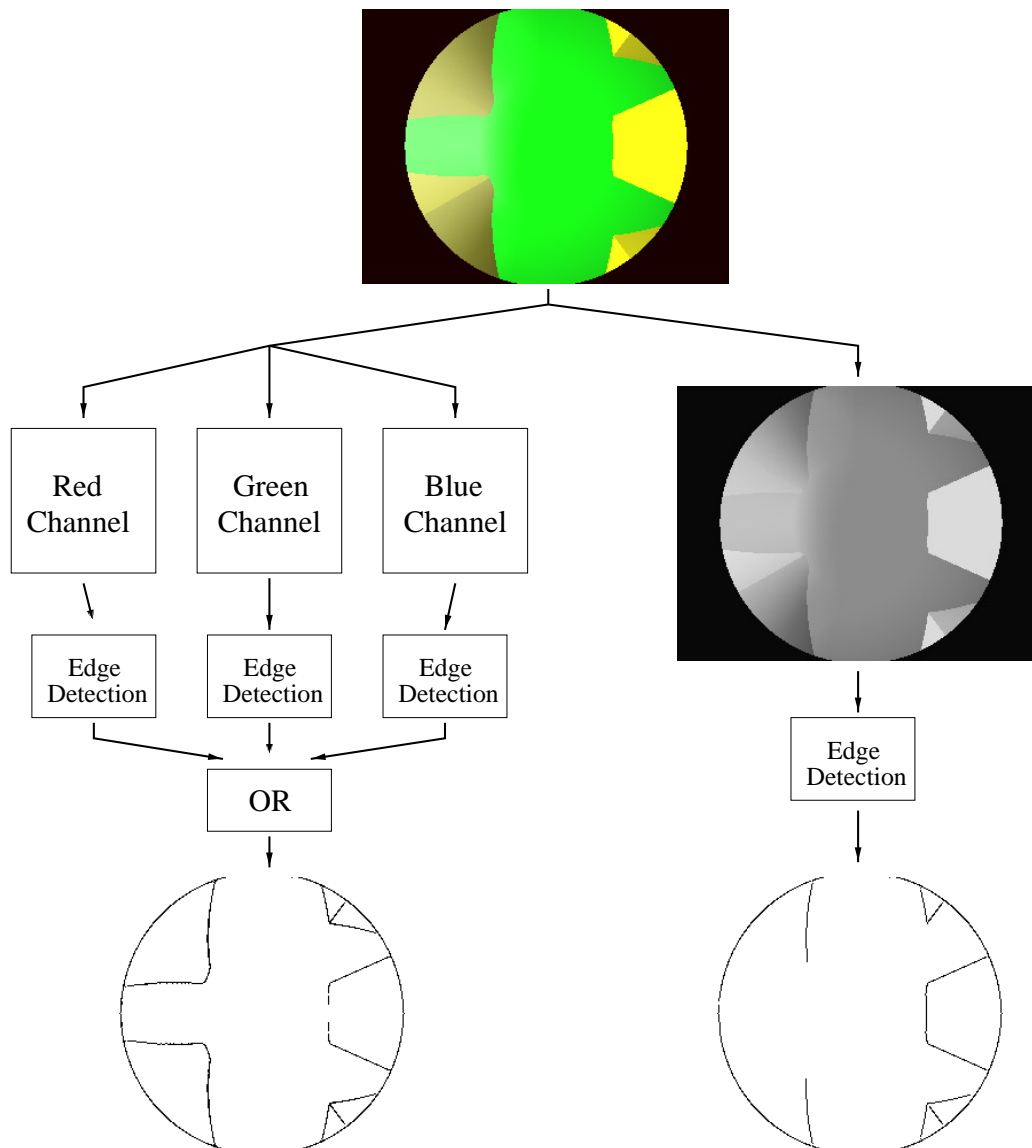 Red
Channel
Green
Channel
Blue
Channel
Edge
Detection
Edge
Detection
Edge
Detection
Edge
Detection
OR